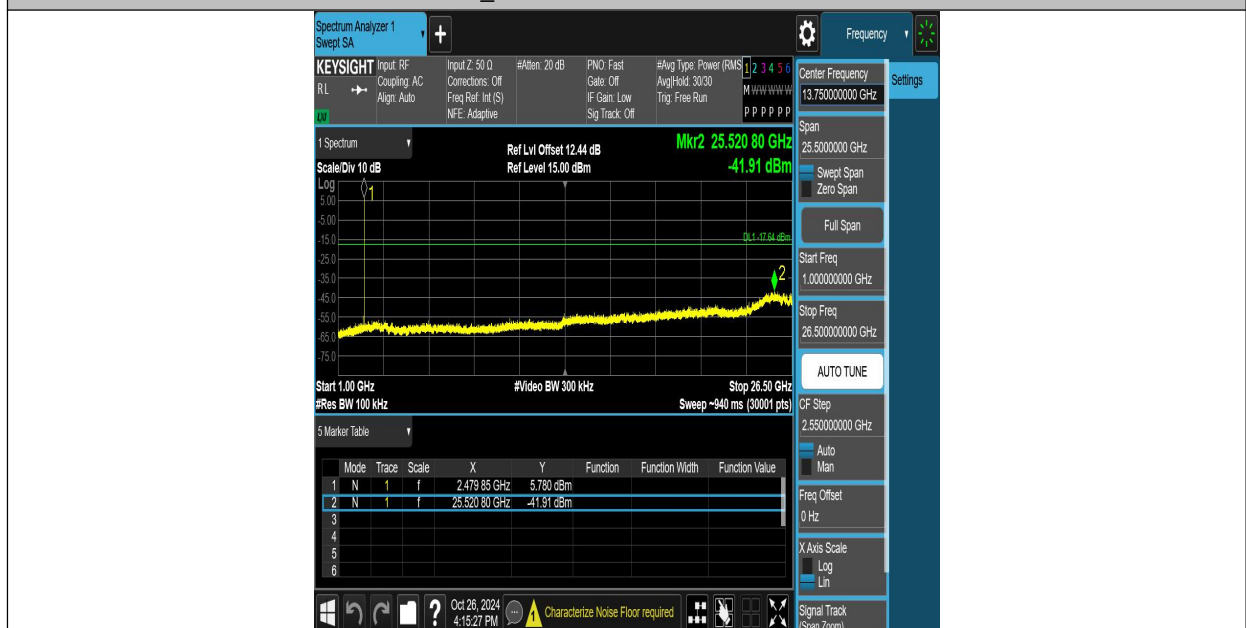 Spectrum Analyzer 1
Swept SA
+
Frequency
KEYSIGHT
RL
LXI
Input: RF
Coupling: AC
Align: Auto
Input Z: 50 Ω
Corrections: Off
Freq Ref: Int (S)
NFE: Adaptive
#Atten: 20 dB
PNO: Fast
Gate: Off
IF Gain: Low
Sig Track: Off
#Avg Type: Power (RMS
Avg|Hold: 30/30
Trig: Free Run
1 2 3 4 5 6
M W W W W W
P P P P P P
Center Frequency
13.750000000 GHz
Settings
1 Spectrum
Scale/Div 10 dB
Ref Lvl Offset 12.44 dB
Ref Level 15.00 dBm
Mkr2 25.520 80 GHz
-41.91 dBm
Log
5.00
-5.00
-15.0
-25.0
-35.0
-45.0
-55.0
-65.0
-75.0
1
DL1 -17.64 dBm
2
Start 1.00 GHz
#Res BW 100 kHz
#Video BW 300 kHz
Stop 26.50 GHz
Sweep ~940 ms (30001 pts)
Span
25.5000000 GHz
Swept Span
Zero Span
Full Span
Start Freq
1.000000000 GHz
Stop Freq
26.500000000 GHz
AUTO TUNE
CF Step
2.550000000 GHz
Auto
Man
Freq Offset
0 Hz
X Axis Scale
Log
Lin
Signal Track
(Span Zoom)
5 Marker Table
Mode Trace Scale X Y Function Function Width Function Value
1 N 1 f 2.479 85 GHz 5.780 dBm
2 N 1 f 25.520 80 GHz -41.91 dBm
3
4
5
6
?
Oct 26, 2024
4:15:27 PM
Characterize Noise Floor required